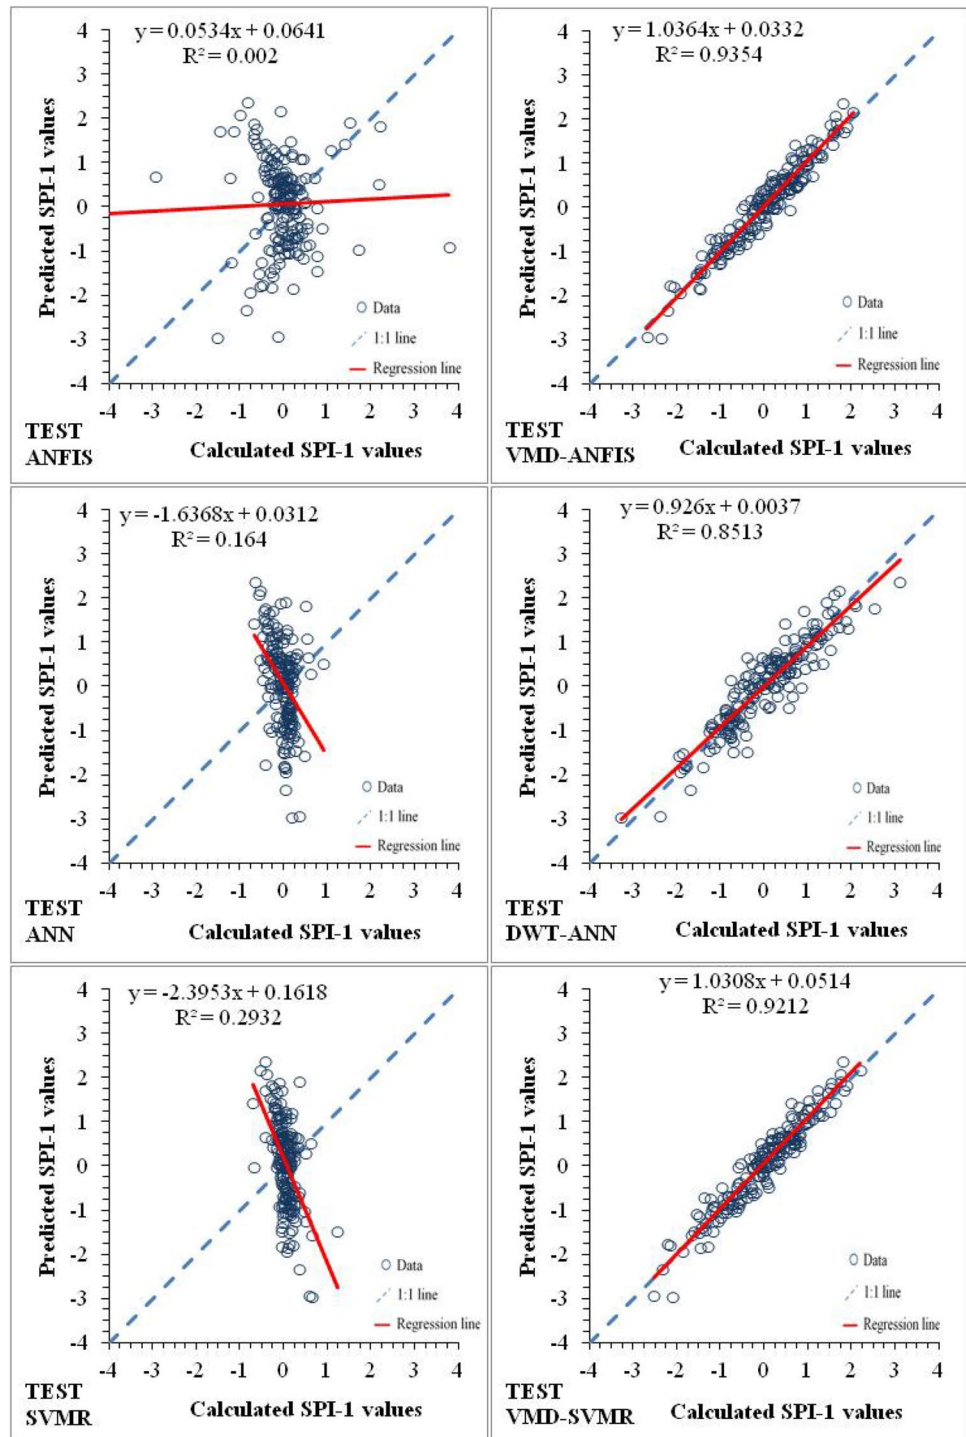 y = 0.0534x + 0.0641
R² = 0.002
4
3
2
1
0
-1
-2
-3
-4
Predicted SPI-1 values
Data
1:1 line
Regression line
-4 -3 -2 -1 0 1 2 3 4
TEST
ANFIS
Calculated SPI-1 values
y = 1.0364x + 0.0332
R² = 0.9354
4
3
2
1
0
-1
-2
-3
-4
Predicted SPI-1 values
Data
1:1 line
Regression line
-4 -3 -2 -1 0 1 2 3 4
TEST
VMD-ANFIS
Calculated SPI-1 values
y = -1.6368x + 0.0312
R² = 0.164
4
3
2
1
0
-1
-2
-3
-4
Predicted SPI-1 values
Data
1:1 line
Regression line
-4 -3 -2 -1 0 1 2 3 4
TEST
ANN
Calculated SPI-1 values
y = 0.926x + 0.0037
R² = 0.8513
4
3
2
1
0
-1
-2
-3
-4
Predicted SPI-1 values
Data
1:1 line
Regression line
-4 -3 -2 -1 0 1 2 3 4
TEST
DWT-ANN
Calculated SPI-1 values
y = -2.3953x + 0.1618
R² = 0.2932
4
3
2
1
0
-1
-2
-3
-4
Predicted SPI-1 values
Data
1:1 line
Regression line
-4 -3 -2 -1 0 1 2 3 4
TEST
SVMR
Calculated SPI-1 values
y = 1.0308x + 0.0514
R² = 0.9212
4
3
2
1
0
-1
-2
-3
-4
Predicted SPI-1 values
Data
1:1 line
Regression line
-4 -3 -2 -1 0 1 2 3 4
TEST
VMD-SVMR
Calculated SPI-1 values